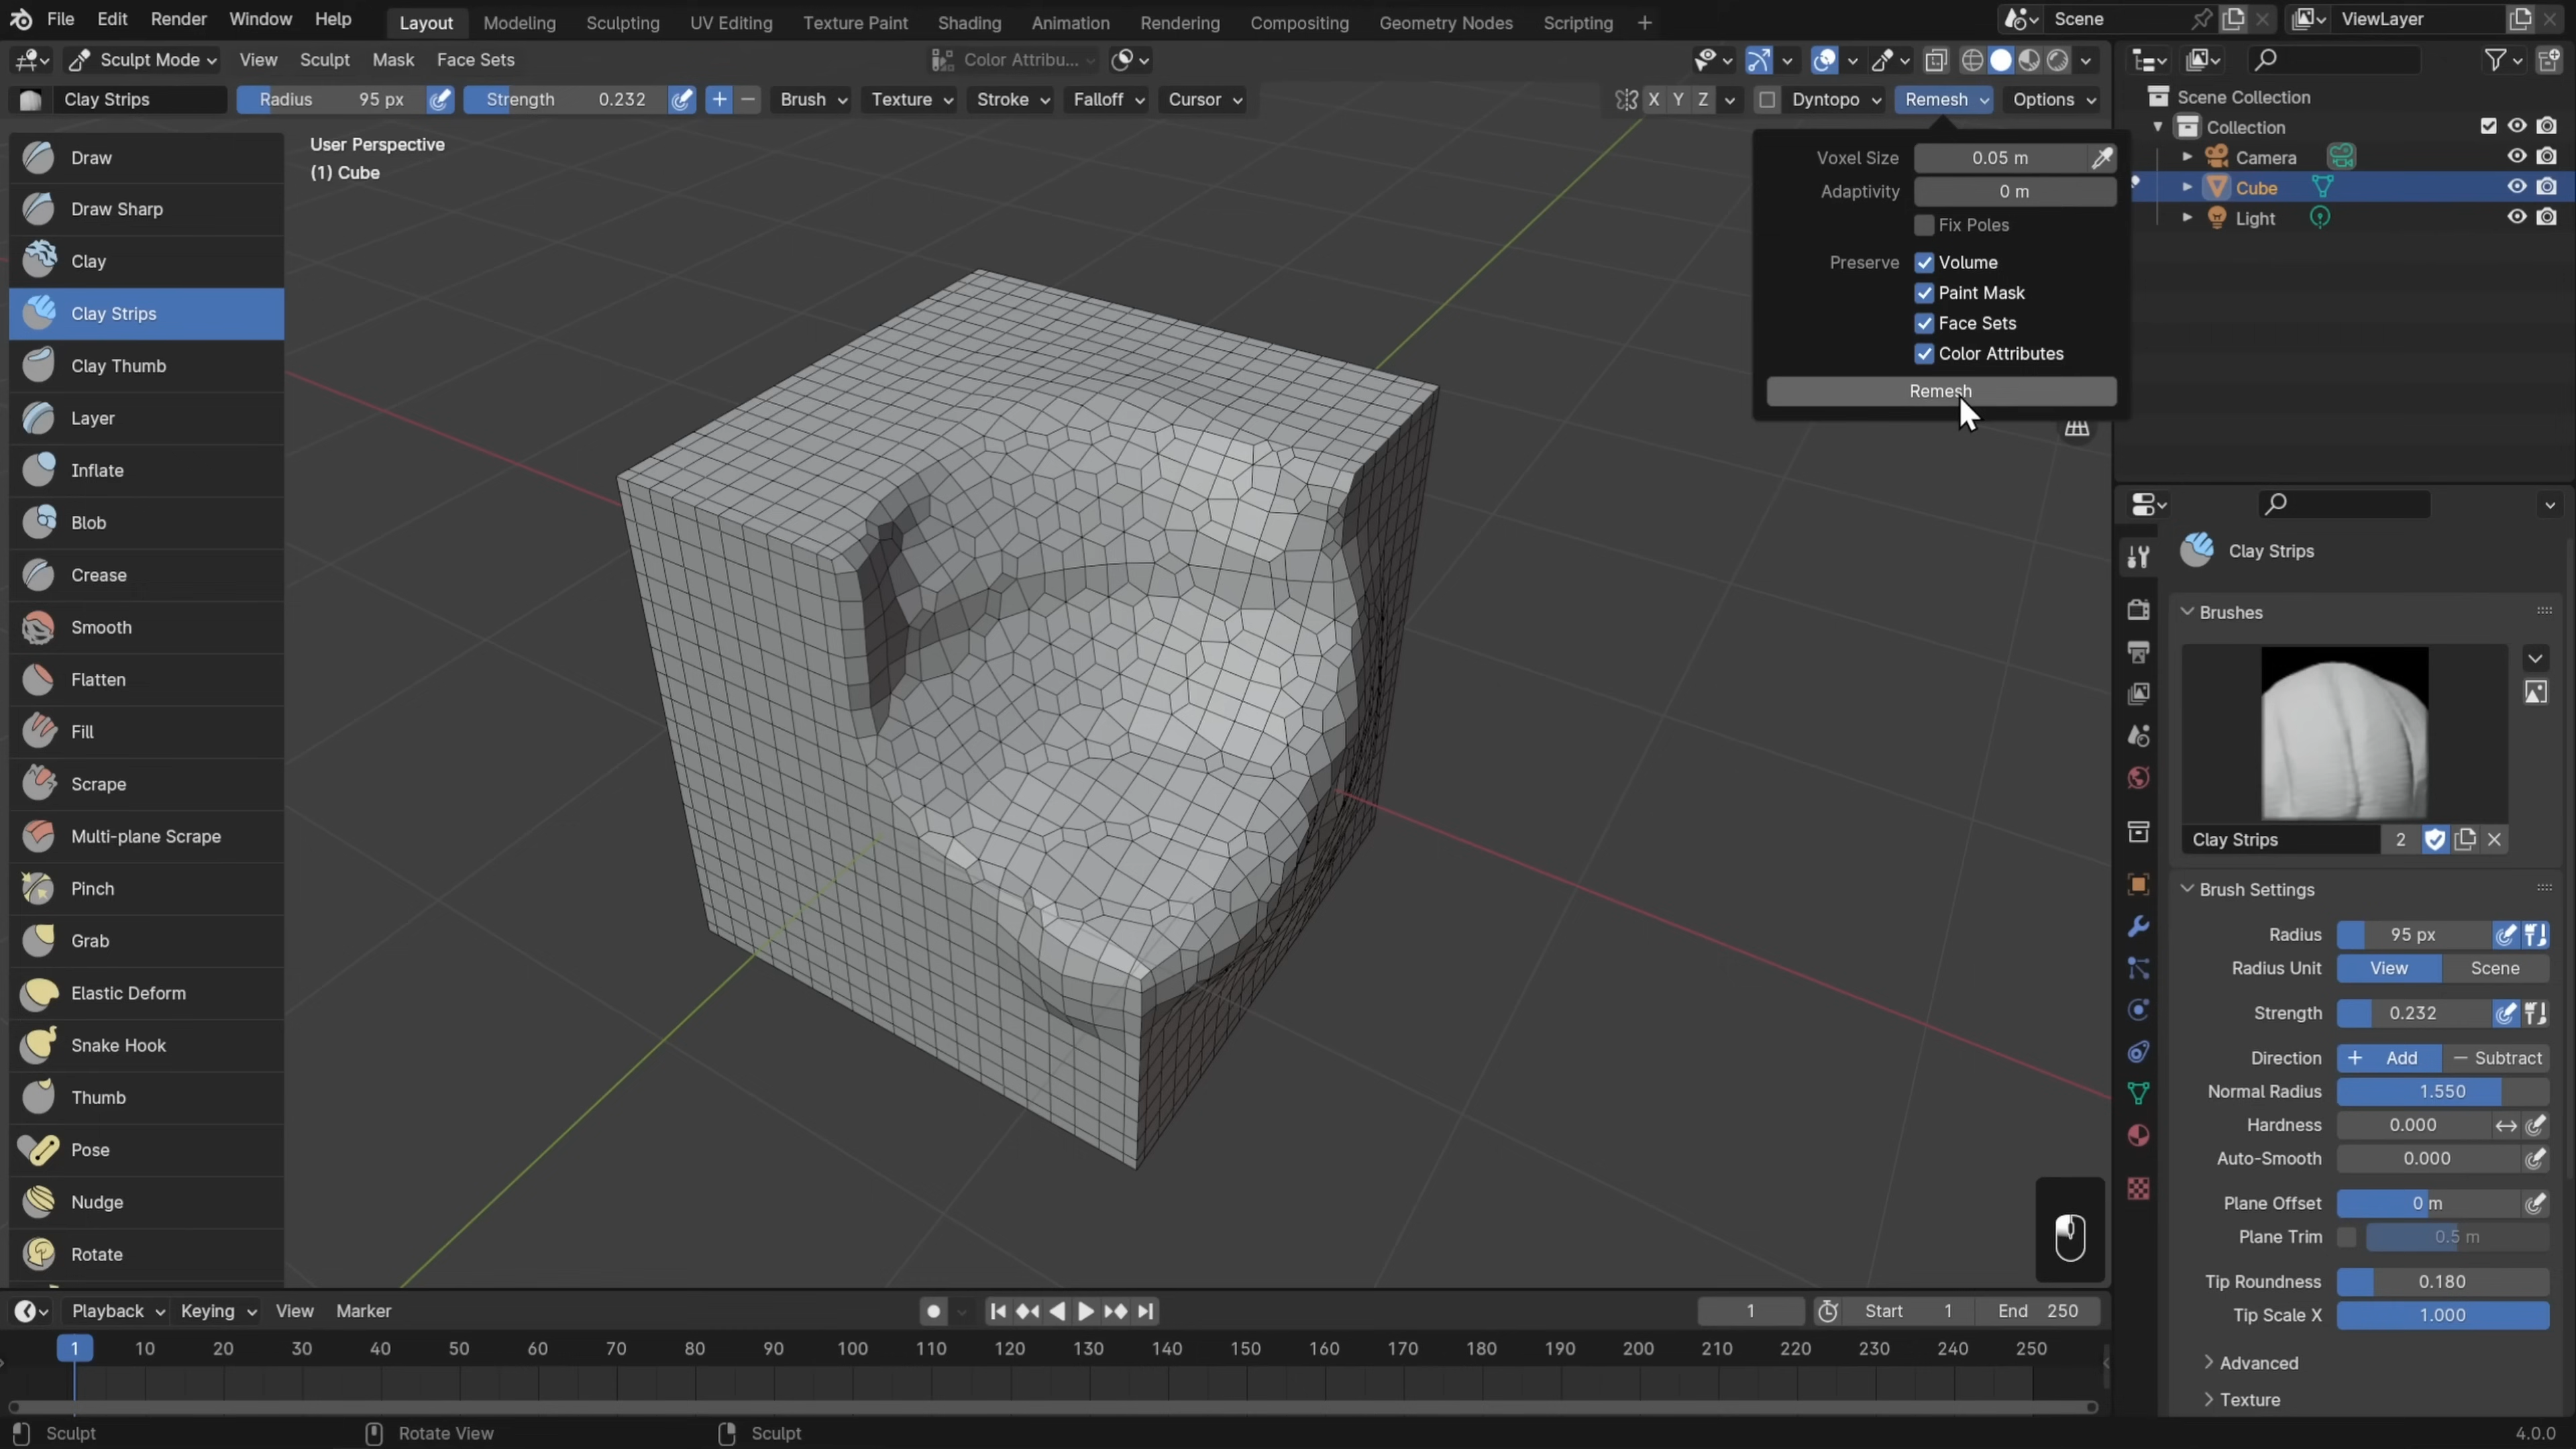 File Edit Render Window Help Layout Modeling Sculpting UV Editing Texture Paint Shading Animation Rendering Compositing Geometry Nodes Scripting + Scene ViewLayer
Sculpt Mode View Sculpt Mask Face Sets Color Attribu...
Clay Strips Radius 95 px Strength 0.232 + − Brush Texture Stroke Falloff Cursor X Y Z Dyntopo Remesh Options
Draw
Draw Sharp
Clay
Clay Strips
Clay Thumb
Layer
Inflate
Blob
Crease
Smooth
Flatten
Fill
Scrape
Multi-plane Scrape
Pinch
Grab
Elastic Deform
Snake Hook
Thumb
Pose
Nudge
Rotate
User Perspective
(1) Cube
Voxel Size 0.05 m
Adaptivity 0 m
Fix Poles
Preserve Volume
Paint Mask
Face Sets
Color Attributes
Remesh
Scene Collection
Collection
Camera
Cube
Light
Clay Strips
Brushes
Clay Strips 2
Brush Settings
Radius 95 px
Radius Unit View Scene
Strength 0.232
Direction + Add − Subtract
Normal Radius 1.550
Hardness 0.000
Auto-Smooth 0.000
Plane Offset 0 m
Plane Trim 0.5 m
Tip Roundness 0.180
Tip Scale X 1.000
Advanced
Texture
Playback Keying View Marker 1 Start 1 End 250
1 10 20 30 40 50 60 70 80 90 100 110 120 130 140 150 160 170 180 190 200 210 220 230 240 250
Sculpt Rotate View Sculpt 4.0.0